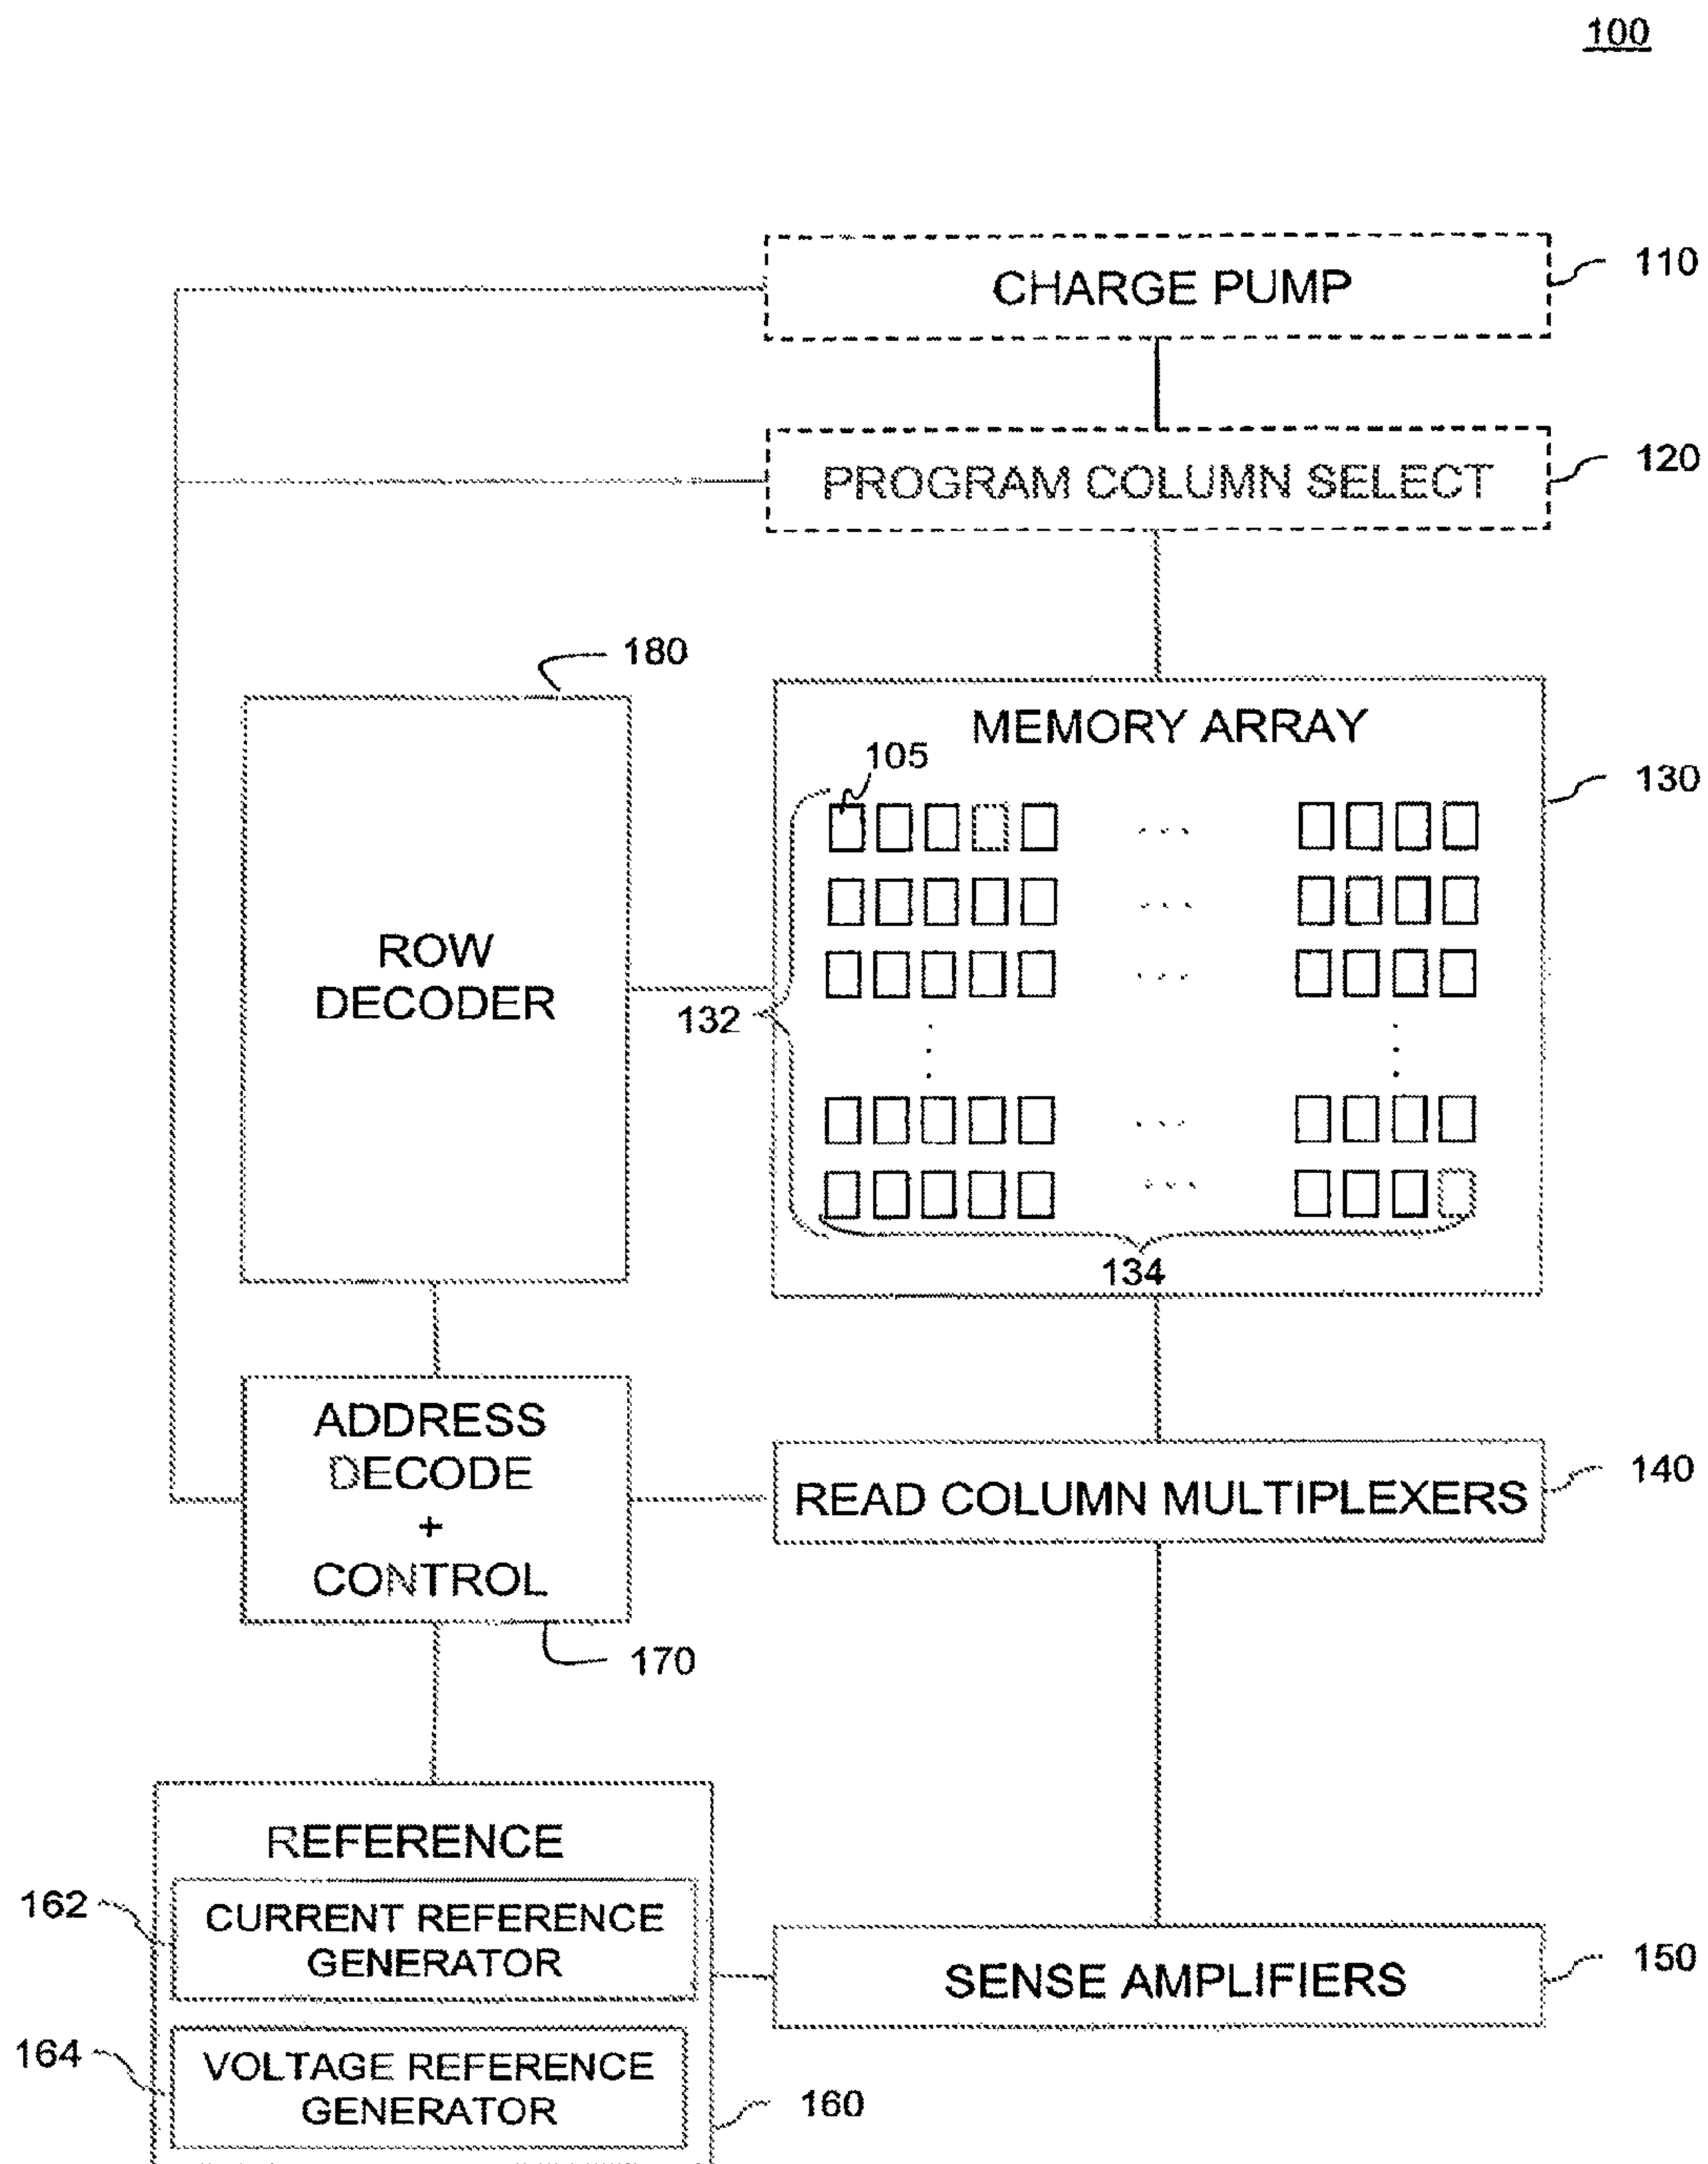 100
CHARGE PUMP
110
PROGRAM COLUMN SELECT
120
180
MEMORY ARRAY
105
130
ROW
DECODER
132
134
ADDRESS
DECODE
+
CONTROL
READ COLUMN MULTIPLEXERS
140
170
REFERENCE
162
CURRENT REFERENCE
GENERATOR
SENSE AMPLIFIERS
150
164
VOLTAGE REFERENCE
GENERATOR
160